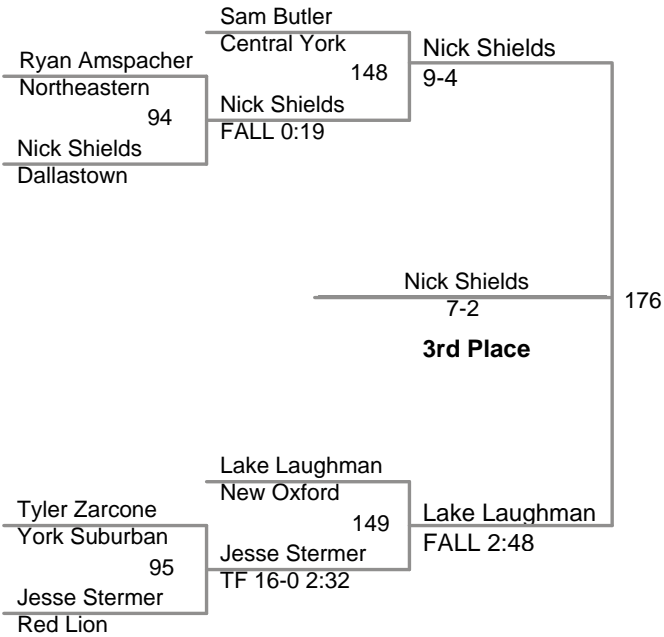 Sam Butler
Central York
Ryan Amspacher
Northeastern
94
Nick Shields
Dallastown
148
Nick Shields
FALL 0:19
Nick Shields
9-4
Nick Shields
7-2
3rd Place
176
Lake Laughman
New Oxford
Tyler Zarcone
York Suburban
95
Jesse Stermer
Red Lion
149
Jesse Stermer
TF 16-0 2:32
Lake Laughman
FALL 2:48